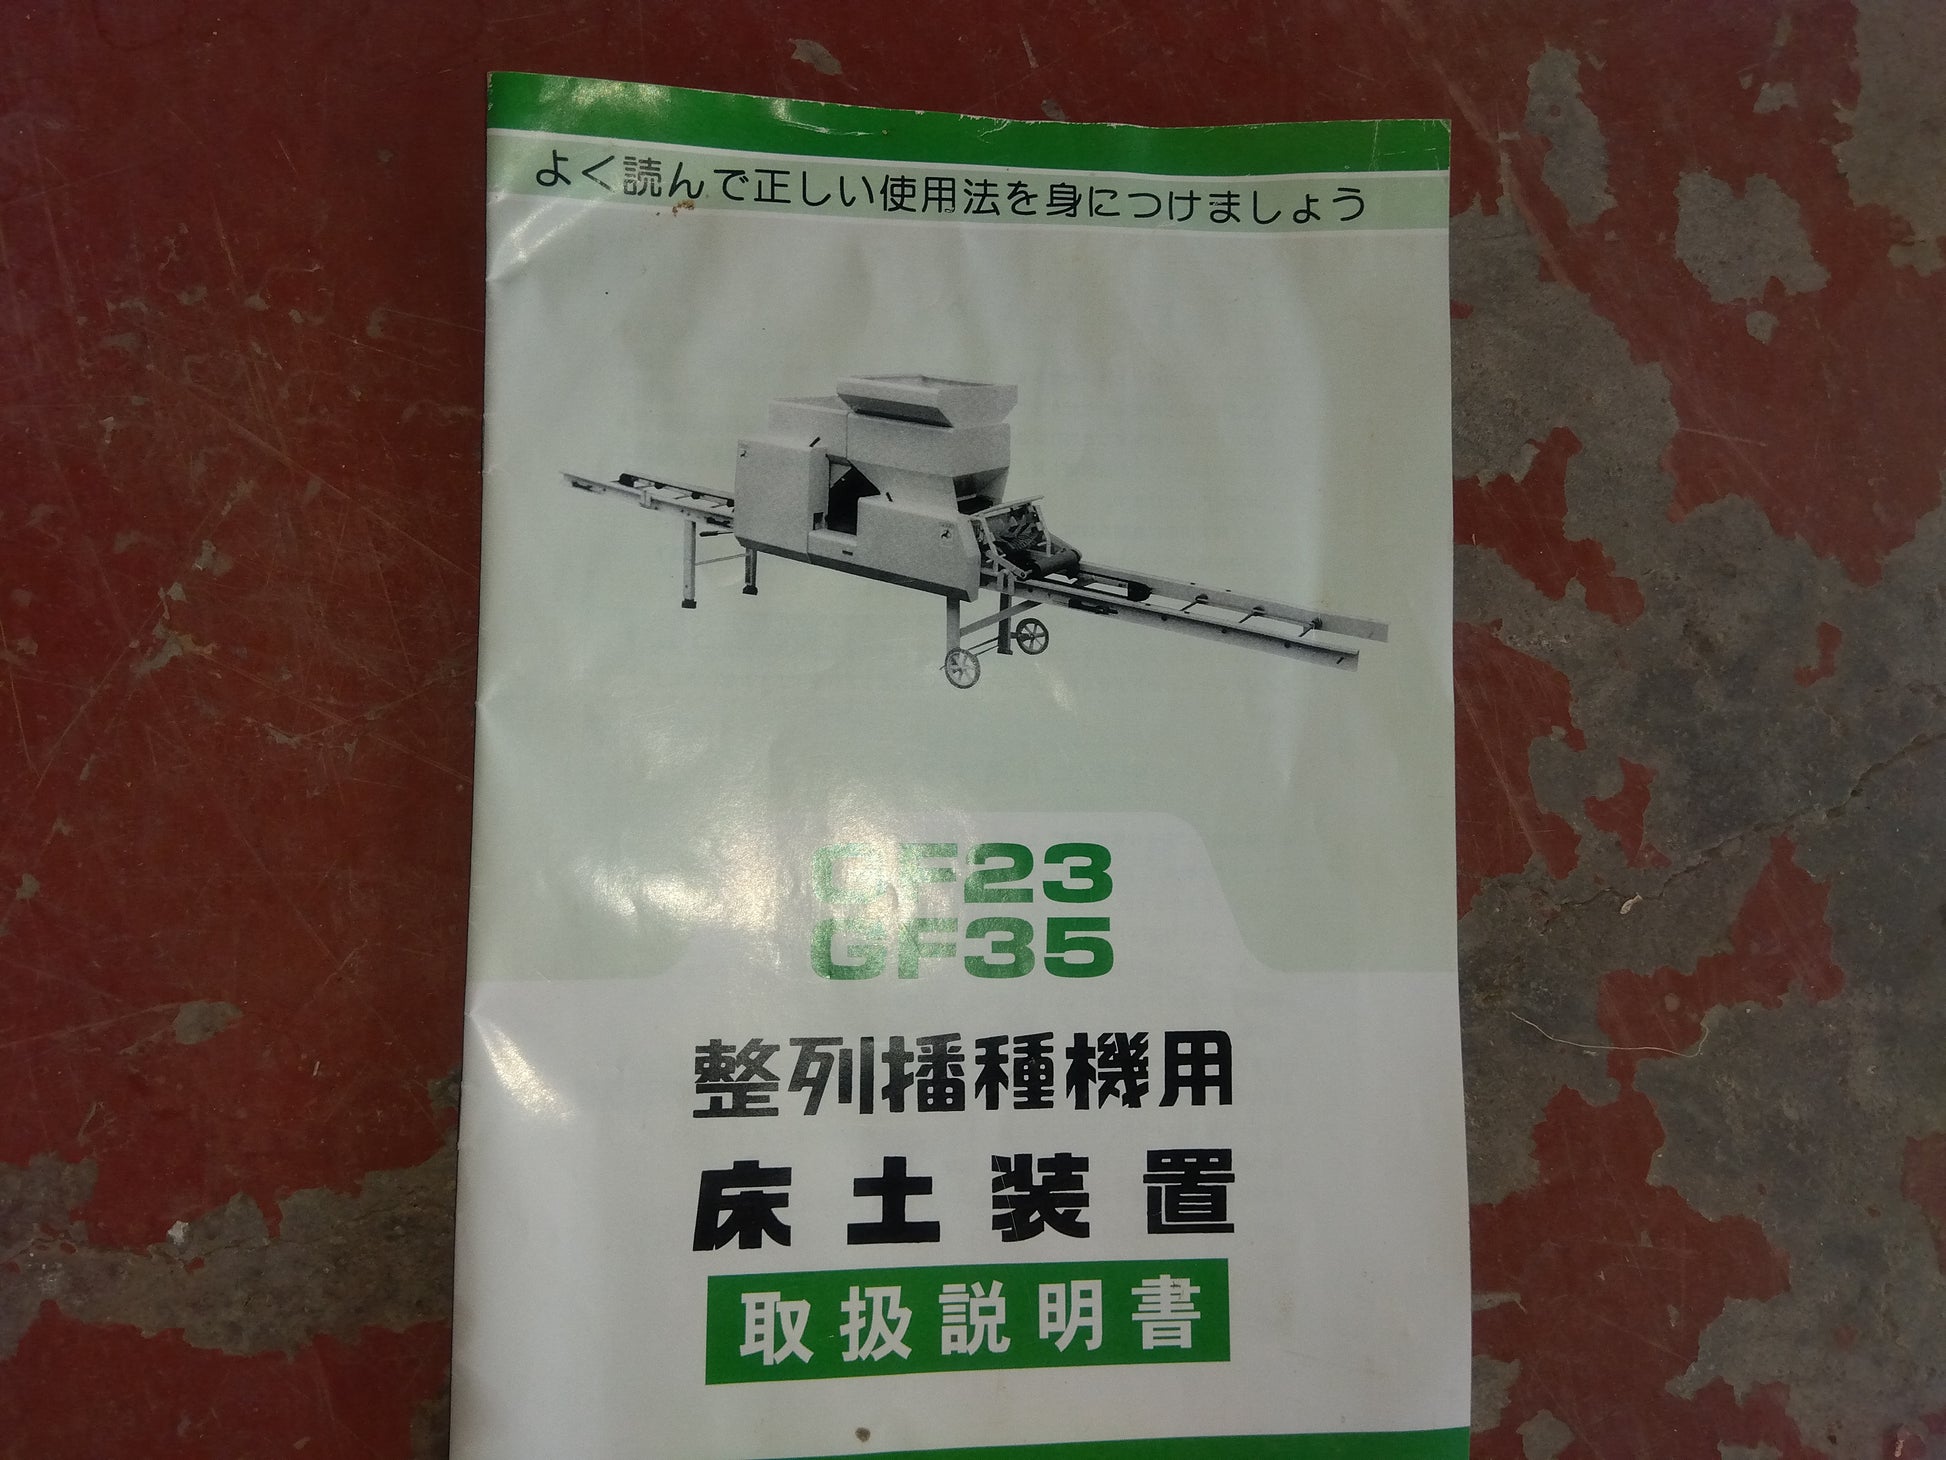 よく読んで正しい使用法を身につけましょう
GF23
GF35
整列播種機用
床土装置
取扱説明書